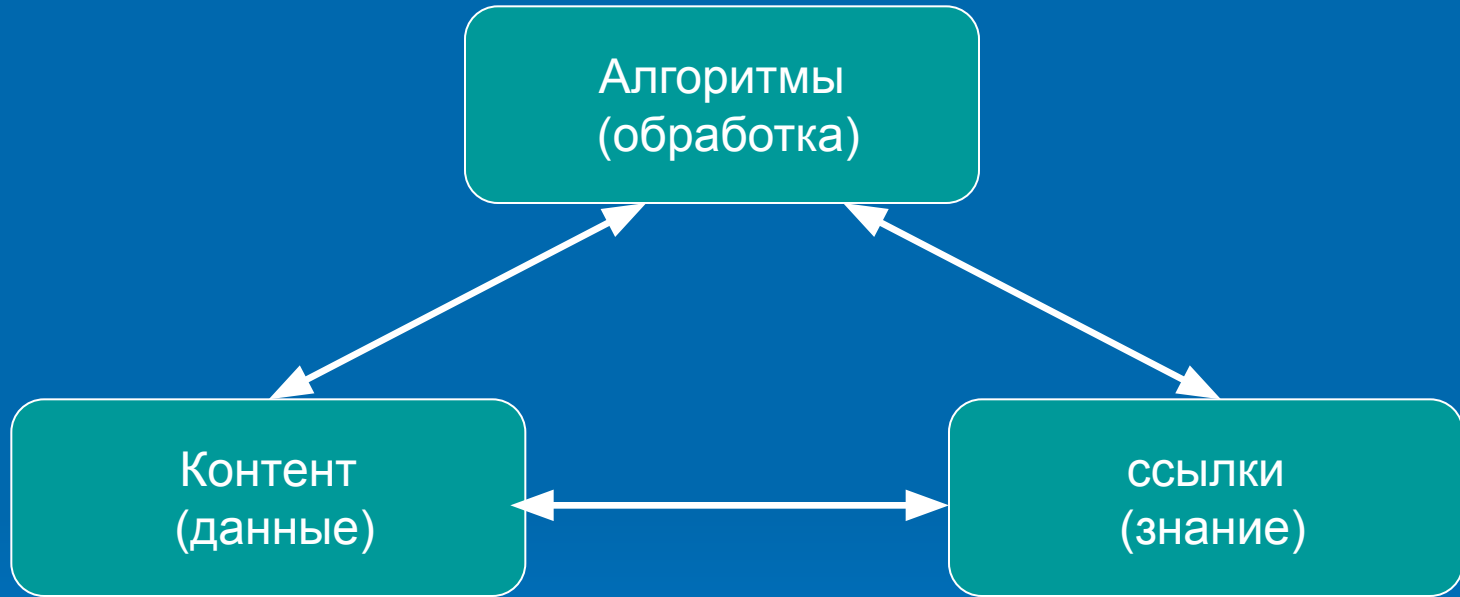 Алгоритмы
(обработка)
Контент
(данные)
ссылки
(знание)